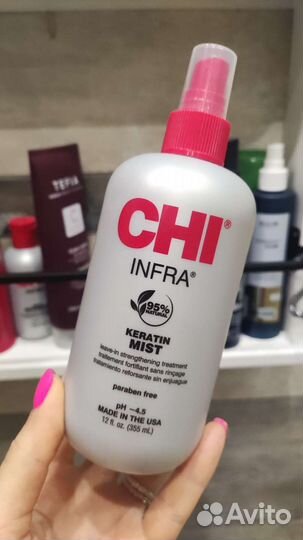 TEFIA
CHI®
INFRA®
95%
NATURAL
KERATIN
MIST
leave-in strengthening treatment
traitement fortifiant sans rinçage
tratamiento reforsante sin enjuague
paraben free
pH ~4.5
MADE IN THE USA
12 fl. oz. (355 mL)
Avito